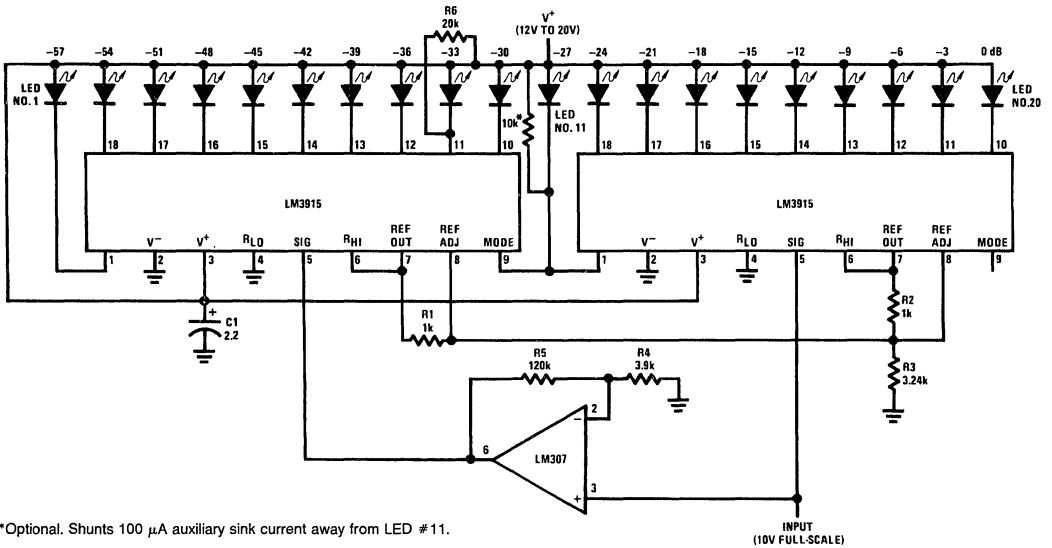 R6
20k
V+
(12V TO 20V)
−57 −54 −51 −48 −45 −42 −39 −36 −33 −30 −27 −24 −21 −18 −15 −12 −9 −6 −3 0 dB
LED
NO. 1
10k*
LED
NO. 11
LED
NO.20
18 17 16 15 14 13 12 11 10 18 17 16 15 14 13 12 11 10
LM3915 LM3915
V− V+ RLO SIG RHI REF OUT REF ADJ MODE V− V+ RLO SIG RHI REF OUT REF ADJ MODE
1 2 3 4 5 6 7 8 9 1 2 3 4 5 6 7 8 9
+
C1
2.2
R1
1k
R2
1k
R5
120k
R4
3.9k
R3
3.24k
2
−
6
LM307
+
3
*Optional. Shunts 100 μA auxiliary sink current away from LED #11.
INPUT
(10V FULL-SCALE)